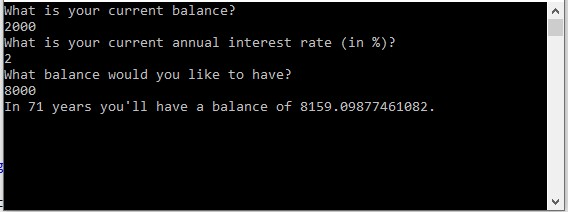 What is your current balance?
2000
What is your current annual interest rate (in %)?
2
What balance would you like to have?
8000
In 71 years you'll have a balance of 8159.09877461082.